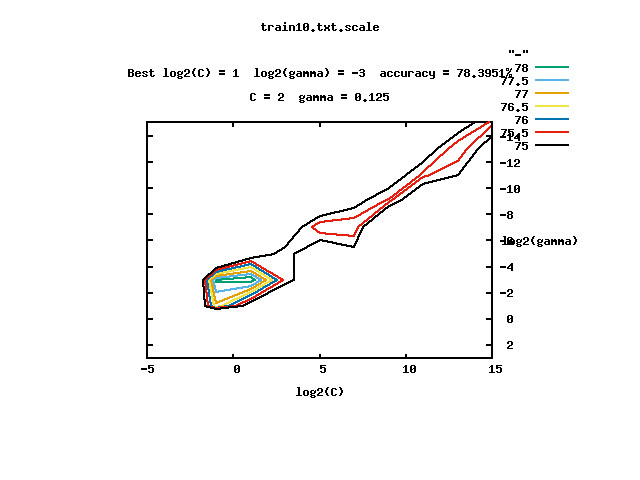 train10.txt.scale
"-"
Best log2(C) = 1  log2(gamma) = -3  accuracy = 78.3951%
78
77.5
77
76.5
76
75.5
75
C = 2  gamma = 0.125
-14
-12
-10
-8
-6
log2(gamma)
-4
-2
0
2
-5 0 5 10 15
log2(C)